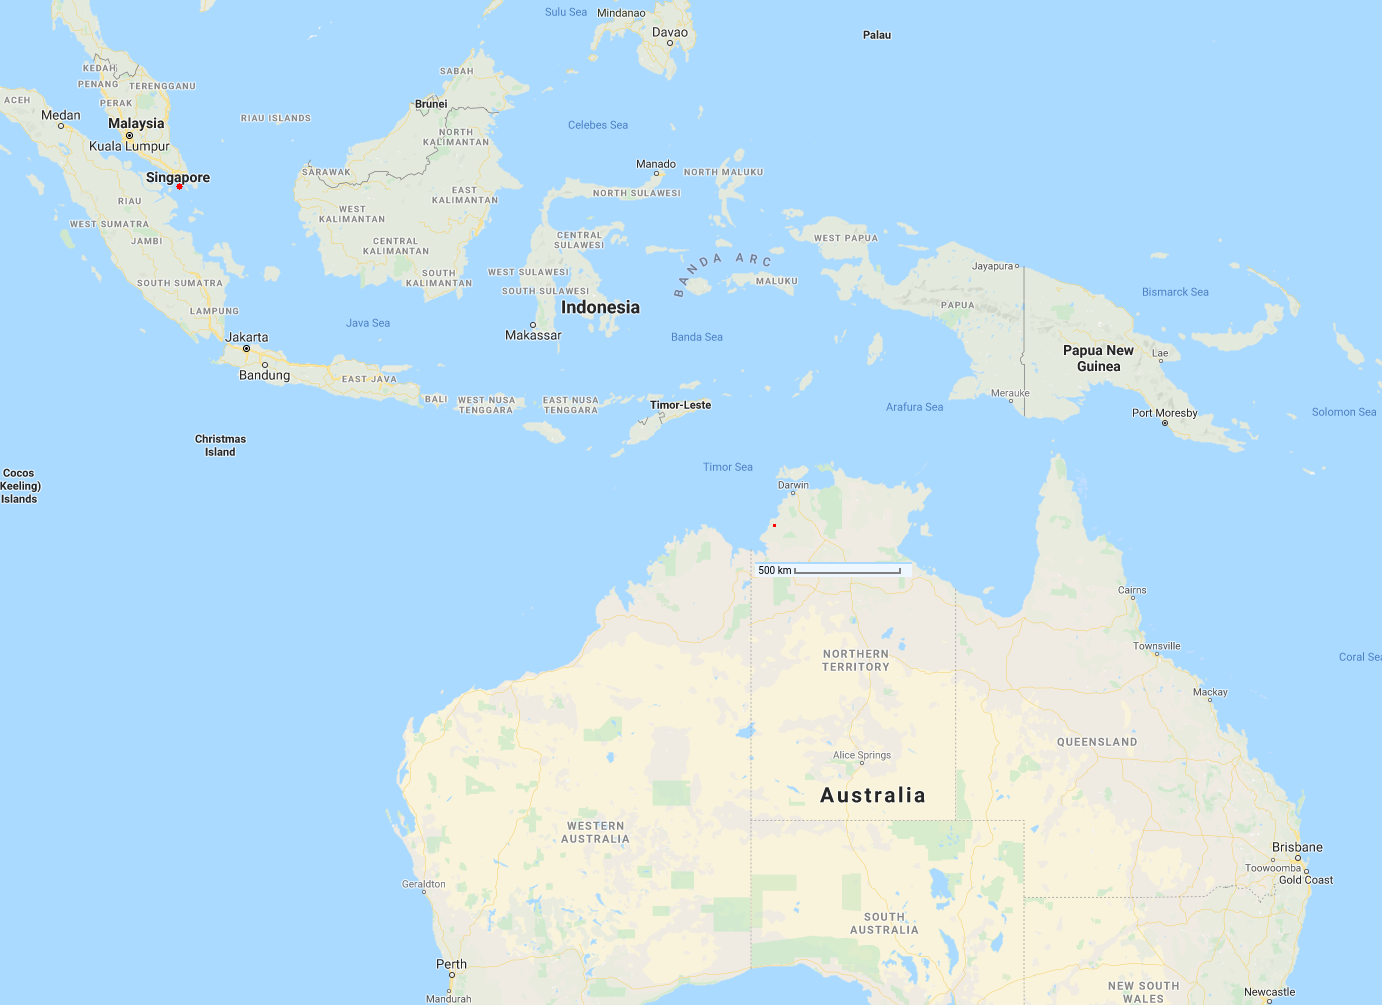 Sulu Sea
Mindanao
Davao
Palau
KEDAH
PENANG
TERENGGANU
SABAH
ACEH
PERAK
Brunei
Medan
Malaysia
RIAU ISLANDS
Celebes Sea
NORTH
KALIMANTAN
Kuala Lumpur
Singapore
SARAWAK
Manado
NORTH MALUKU
RIAU
EAST
KALIMANTAN
NORTH SULAWESI
WEST SUMATRA
WEST
KALIMANTAN
JAMBI
CENTRAL
KALIMANTAN
CENTRAL
SULAWESI
WEST PAPUA
BANDA ARC
SOUTH SUMATRA
SOUTH
KALIMANTAN
WEST SULAWESI
SOUTH SULAWESI
MALUKU
Jayapura
Bismarck Sea
LAMPUNG
Java Sea
Indonesia
PAPUA
Jakarta
Makassar
Banda Sea
Papua New
Guinea
Lae
Bandung
EAST JAVA
BALI
WEST NUSA
TENGGARA
EAST NUSA
TENGGARA
Timor-Leste
Arafura Sea
Merauke
Port Moresby
Solomon Sea
Christmas
Island
Cocos
Keeling)
Islands
Timor Sea
Darwin
500 km
Cairns
NORTHERN
TERRITORY
Townsville
Coral Sea
Mackay
QUEENSLAND
Alice Springs
Australia
WESTERN
AUSTRALIA
Brisbane
Toowoomba
Gold Coast
Geraldton
SOUTH
AUSTRALIA
Perth
Mandurah
NEW SOUTH
WALES
Newcastle